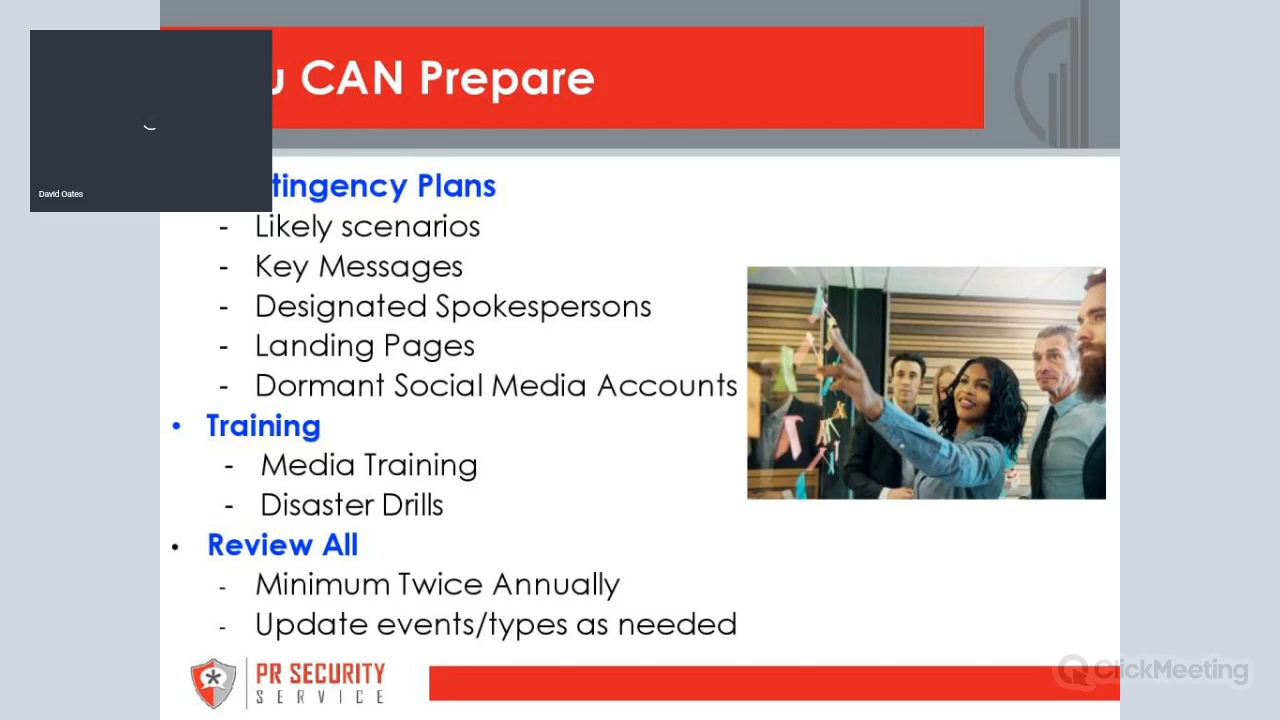 u CAN Prepare
David Oates
tingency Plans
- Likely scenarios
- Key Messages
- Designated Spokespersons
- Landing Pages
- Dormant Social Media Accounts
• Training
- Media Training
- Disaster Drills
• Review All
- Minimum Twice Annually
- Update events/types as needed
PR SECURITY
SERVICE
ClickMeeting